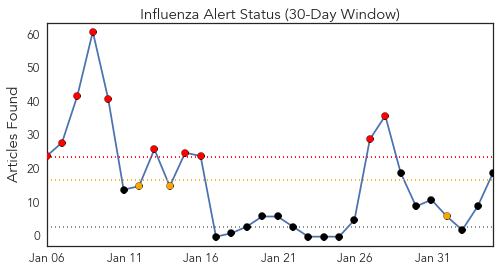 Influenza Alert Status (30-Day Window)
Articles Found
60
50
40
30
20
10
0
Jan 06
Jan 11
Jan 16
Jan 21
Jan 26
Jan 31